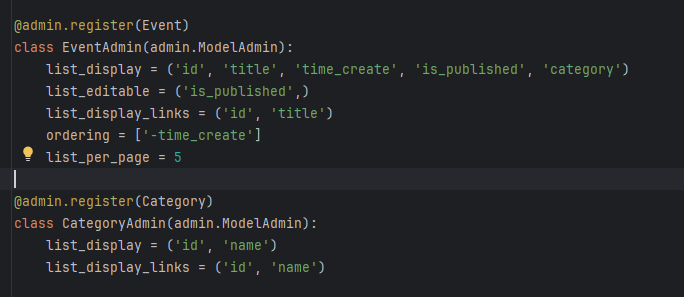 @admin.register(Event)
class EventAdmin(admin.ModelAdmin):
    list_display = ('id', 'title', 'time_create', 'is_published', 'category')
    list_editable = ('is_published',)
    list_display_links = ('id', 'title')
    ordering = ['-time_create']
    list_per_page = 5
@admin.register(Category)
class CategoryAdmin(admin.ModelAdmin):
    list_display = ('id', 'name')
    list_display_links = ('id', 'name')